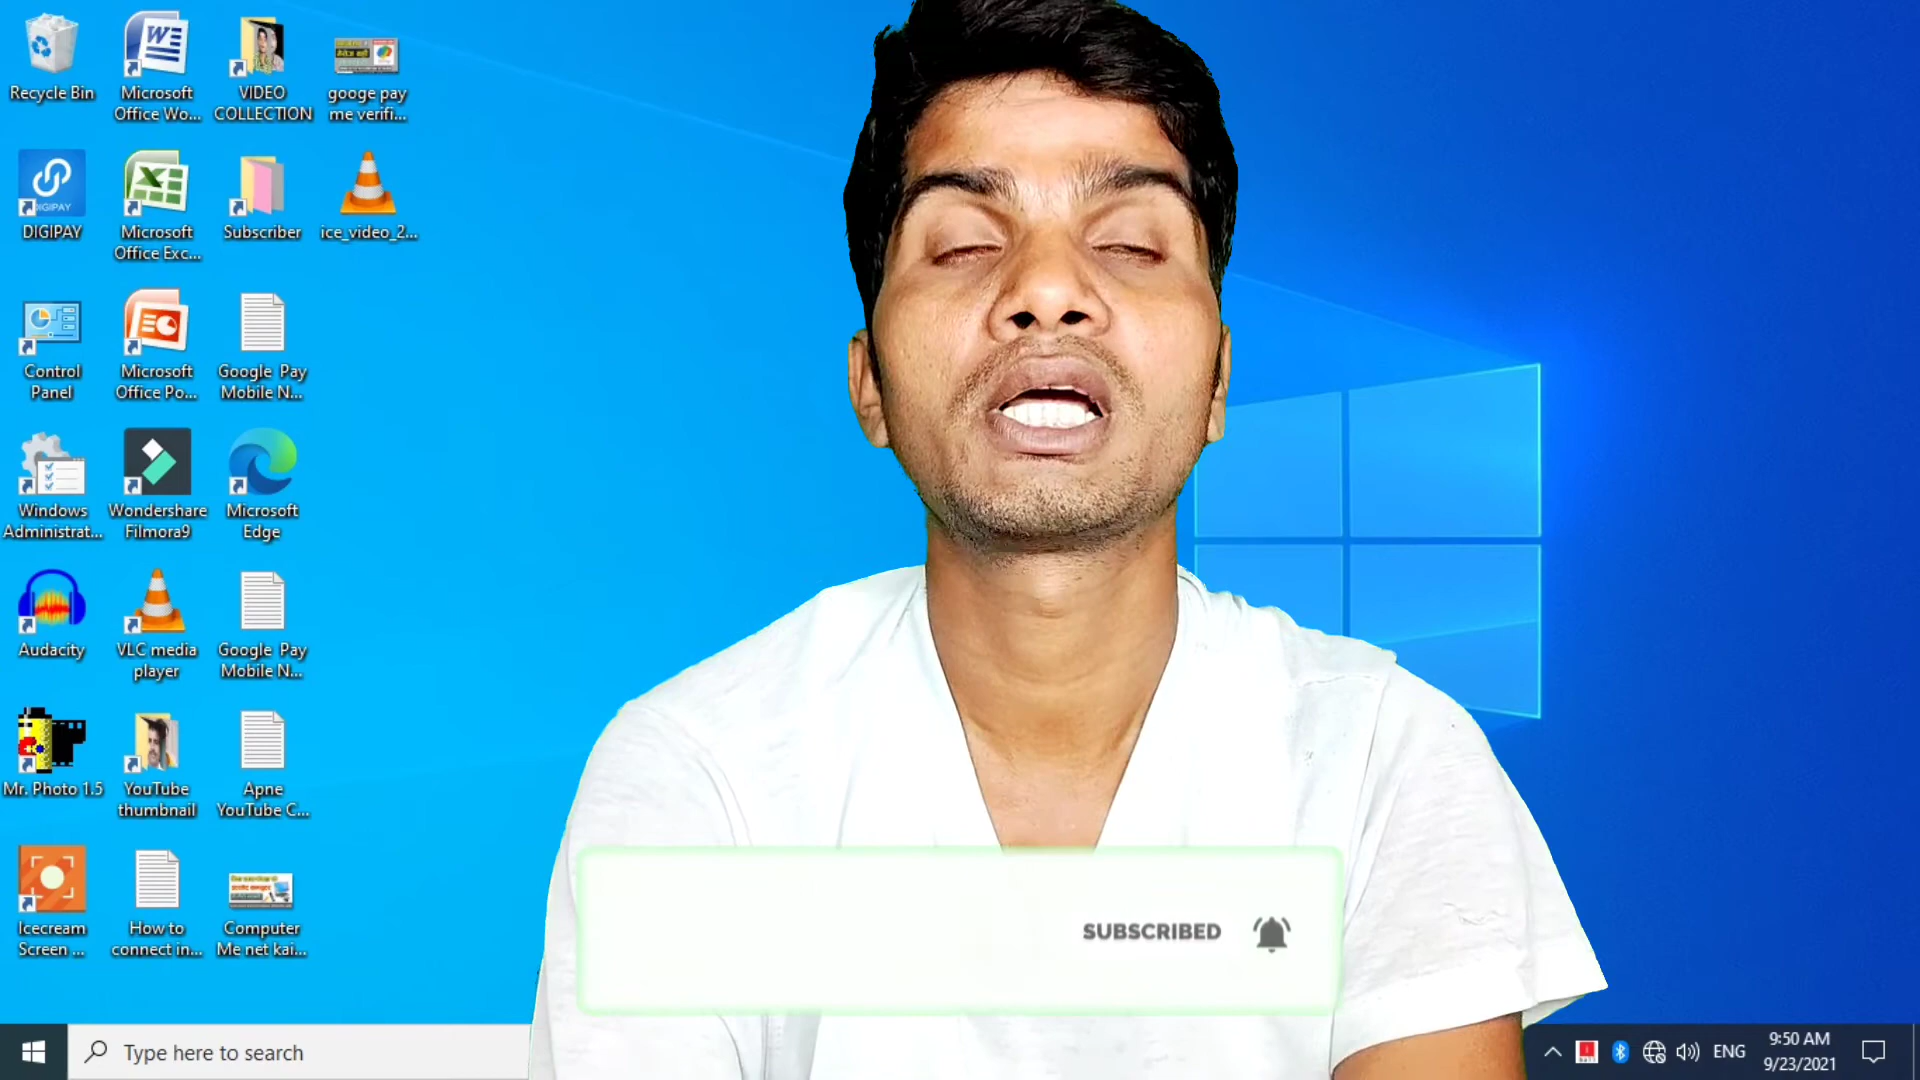 Recycle Bin
Microsoft
Office Wo...
VIDEO
COLLECTION
googe pay
me verifi...
DIGIPAY
DIGIPAY
Microsoft
Office Exc...
Subscriber
ice_video_2...
Control
Panel
Microsoft
Office Po...
Google Pay
Mobile N...
Windows
Administrat...
Wondershare
Filmora9
Microsoft
Edge
Audacity
VLC media
player
Google Pay
Mobile N...
Mr. Photo 1.5
YouTube
thumbnail
Apne
YouTube C...
Icecream
Screen ...
How to
connect in...
Computer
Me net kai...
SUBSCRIBED
Type here to search
ENG
9:50 AM
9/23/2021